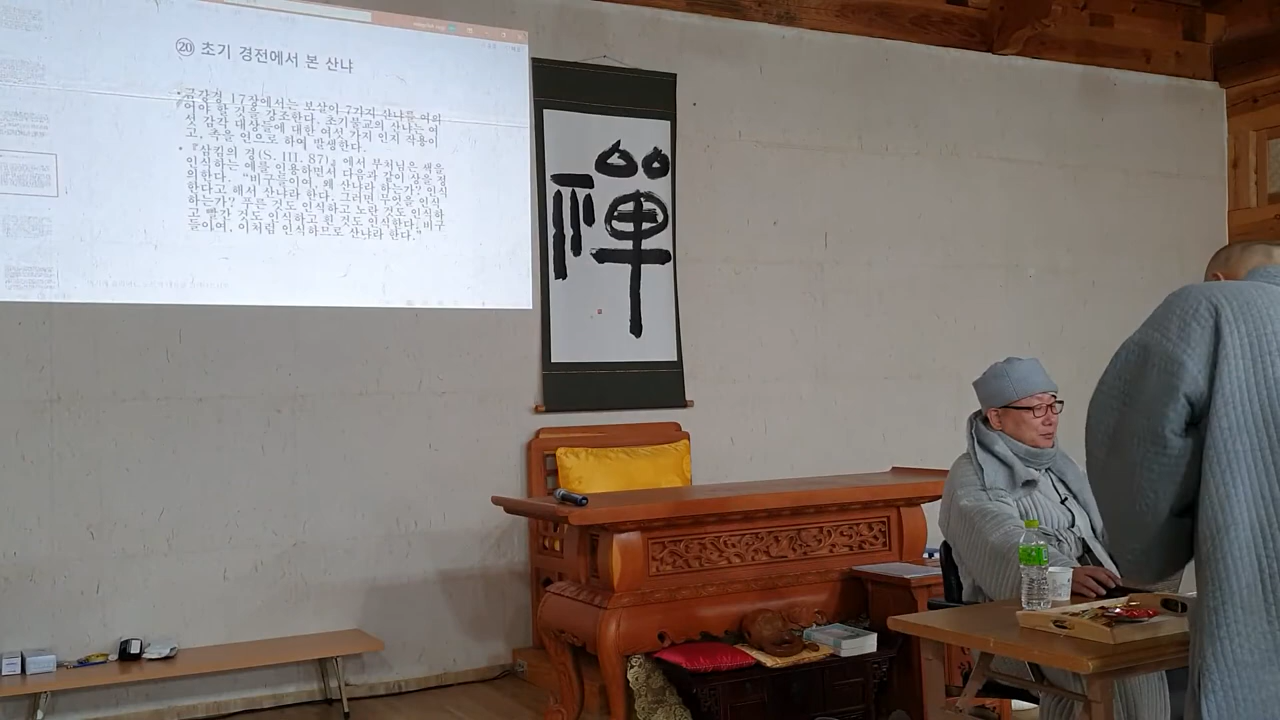 ⑳ 초기 경전에서 본 산냐
•금강경 17장에서는 보살이 7가지 산냐를 여의
어야 할 것을 강조한다. 초기불교의 산냐는 여
섯 감각 대상들에 대한 여섯 가지 인지 작용이
고, 촉을 인으로 하여 발생한다.
•『삼킴의 경(S. III. 87)』에서 부처님은 색을
인식하는 예를 인용하면서 다음과 같이 상을 정
의한다. "비구들이여, 왜 산냐라 하는가? 인식
한다고 해서 산냐라 한다. 그러면 무엇을 인식
하는가? 푸른 것도 인식하고 노란 것도 인식하
고 빨간 것도 인식하고 흰 것도 인식한다. 비구
들이여, 이처럼 인식하므로 산냐라 한다."
禪